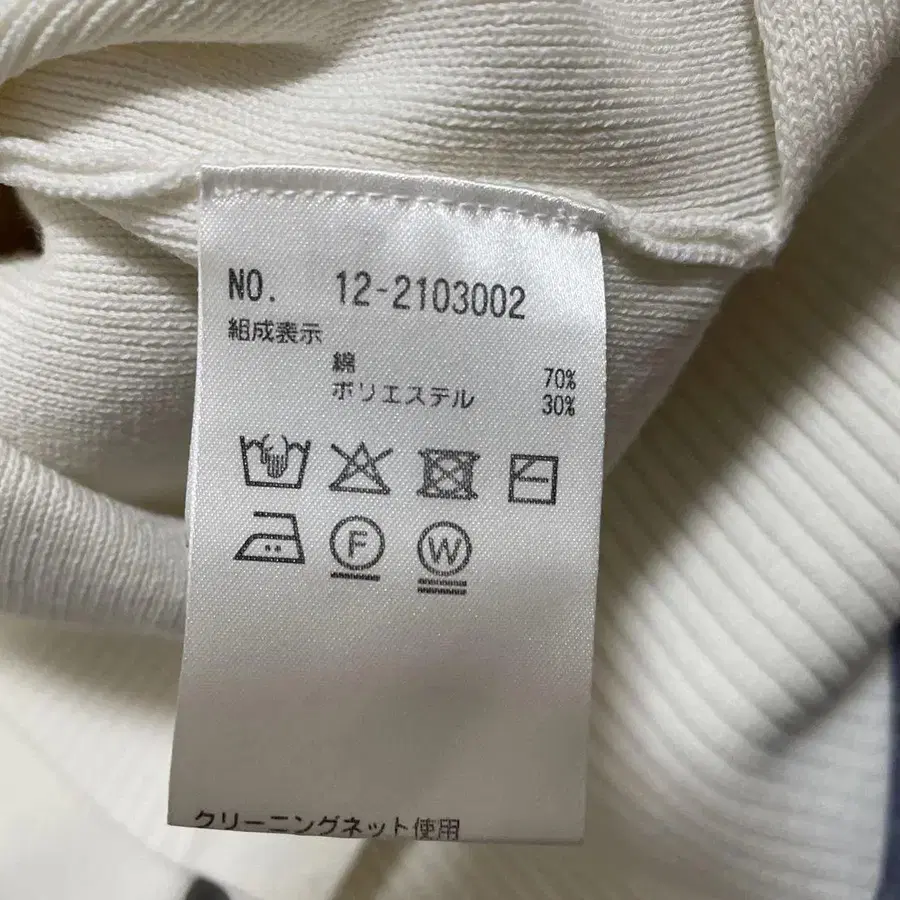 NO. 12-2103002
組成表示
綿 70%
ポリエステル 30%
F
W
クリーニングネット使用